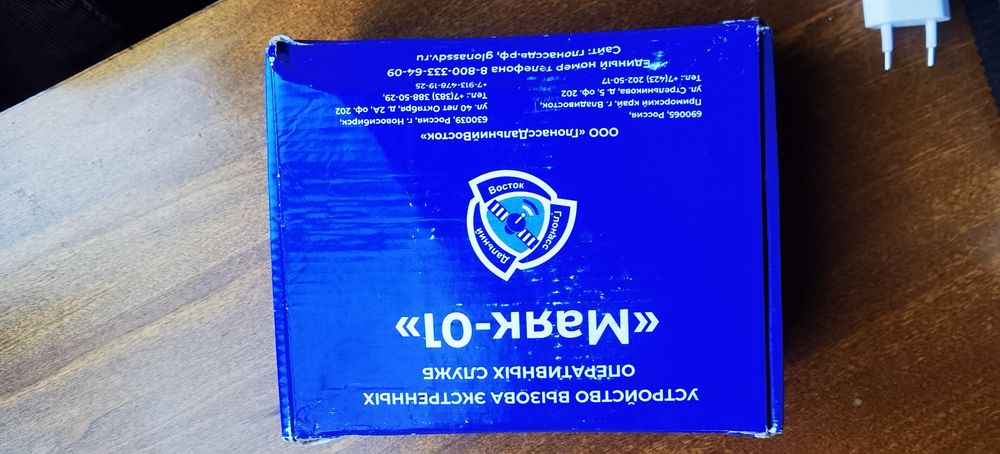 УСТРОЙСТВО ВЫЗОВА ЭКСТРЕННЫХ
ОПЕРАТИВНЫХ СЛУЖБ
«Маяк-01»
Дальний
Глонасс
Восток
ООО «ГлонассДальнийВосток»
690065, Россия,
Приморский край, г. Владивосток,
ул. Стрельникова, д. 5, оф. 202
Тел.: +7(423) 202-50-17
630039, Россия, г. Новосибирск,
ул. 40 лет Октября, д. 2А, оф. 202
Тел.: +7(383) 388-50-29,
+7-913-478-19-25
Единый номер телефона 8-800-333-64-09
Сайт: глонассдв.рф, glonassdv.ru